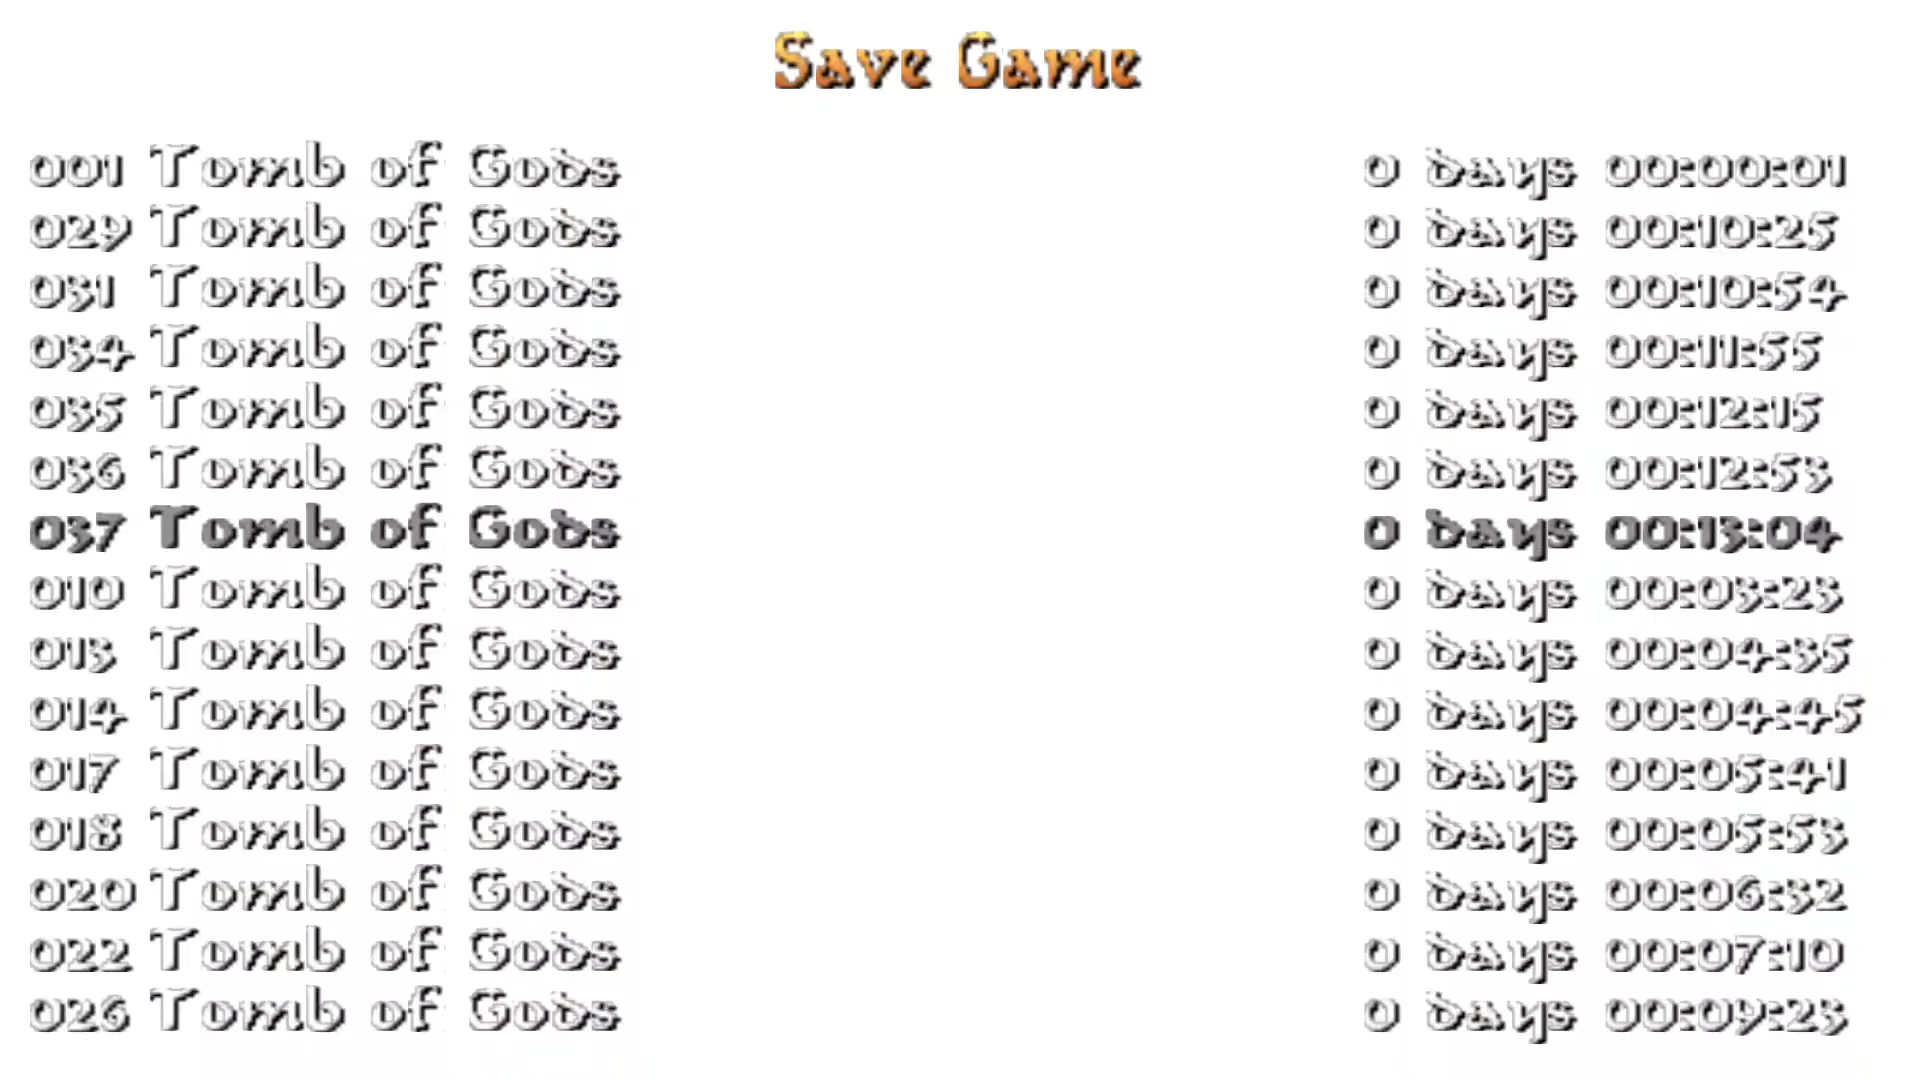 Save Game
001 Tomb of Gods 0 days 00:00:01
029 Tomb of Gods 0 days 00:10:25
031 Tomb of Gods 0 days 00:10:54
034 Tomb of Gods 0 days 00:11:55
035 Tomb of Gods 0 days 00:12:15
036 Tomb of Gods 0 days 00:12:53
037 Tomb of Gods 0 days 00:13:04
010 Tomb of Gods 0 days 00:03:23
013 Tomb of Gods 0 days 00:04:35
014 Tomb of Gods 0 days 00:04:45
017 Tomb of Gods 0 days 00:05:41
018 Tomb of Gods 0 days 00:05:53
020 Tomb of Gods 0 days 00:06:32
022 Tomb of Gods 0 days 00:07:10
026 Tomb of Gods 0 days 00:09:23